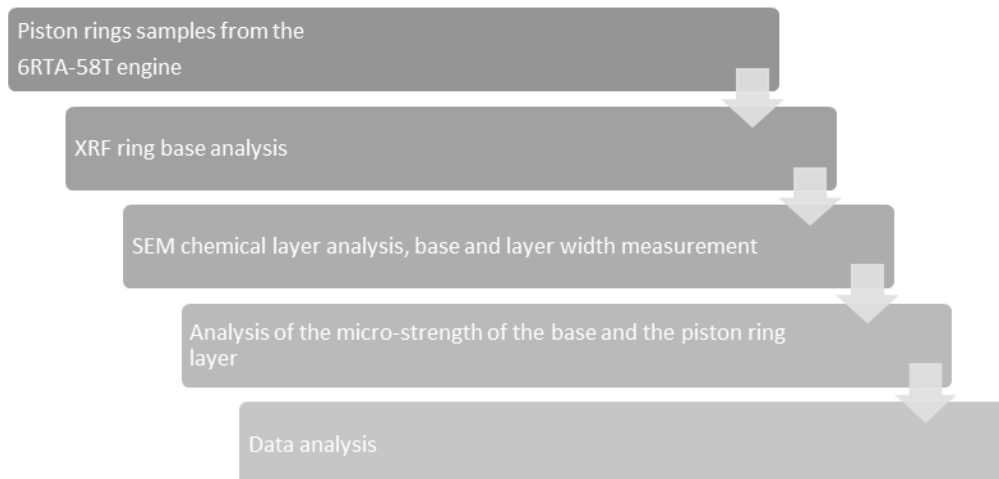 Piston rings samples from the
6RTA-58T engine
XRF ring base analysis
SEM chemical layer analysis, base and layer width measurement
Analysis of the micro-strength of the base and the piston ring
layer
Data analysis